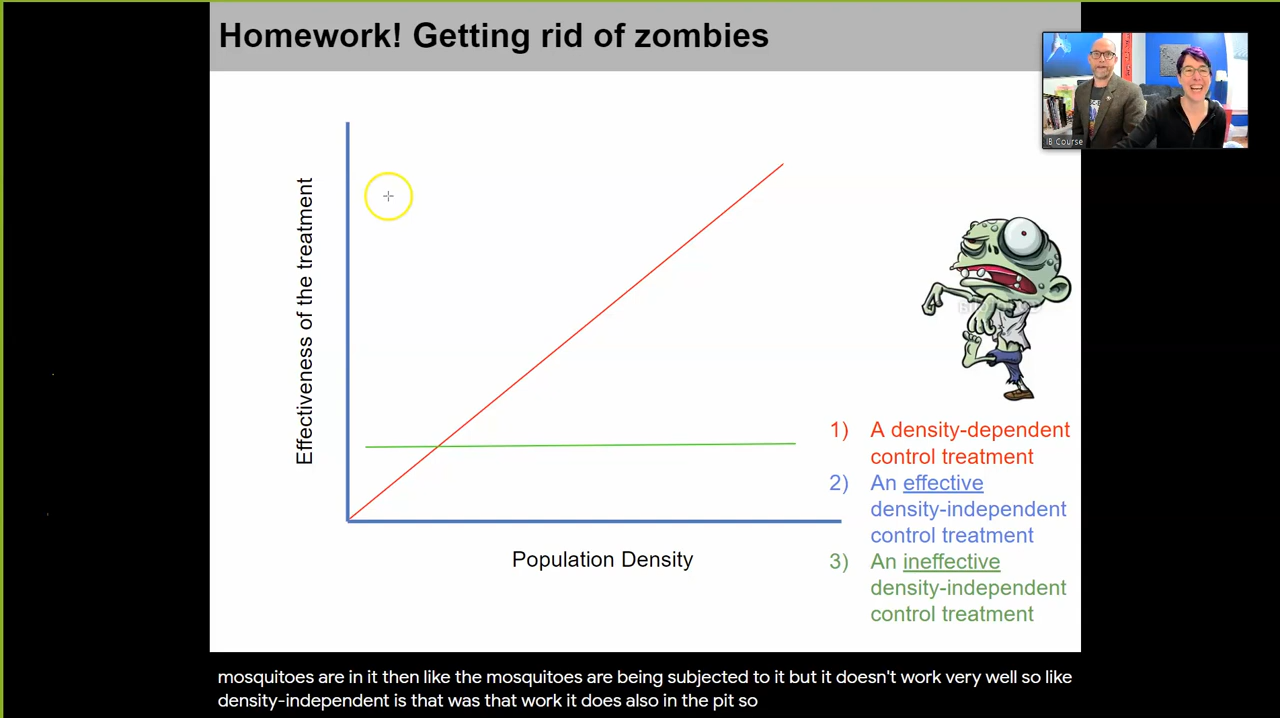 Homework! Getting rid of zombies
IB Course
Effectiveness of the treatment
1) A density-dependent
control treatment
2) An effective
density-independent
control treatment
3) An ineffective
density-independent
control treatment
Population Density
mosquitoes are in it then like the mosquitoes are being subjected to it but it doesn't work very well so like
density-independent is that was that work it does also in the pit so